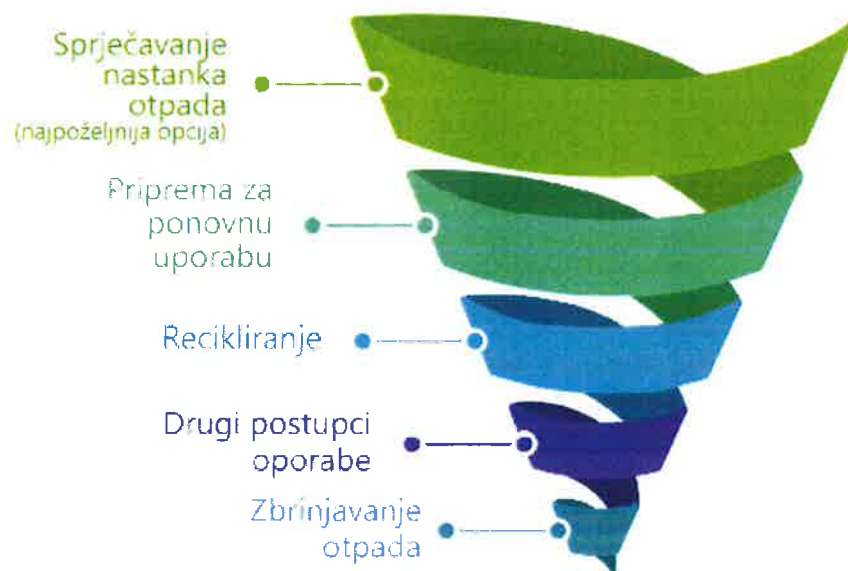 Sprječavanje
nastanka
otpada
(najpoželjnija opcija)
Priprema za
ponovnu
uporabu
Recikliranje
Drugi postupci
oporabe
Zbrinjavanje
otpada